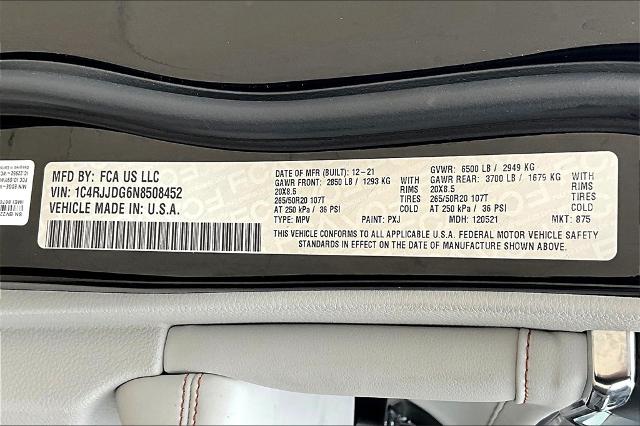 MFD BY: FCA US LLC
VIN: 1C4RJJDG6N8508452
VEHICLE MADE IN: U.S.A.
DATE OF MFR (BUILT): 12-21
GAWR FRONT: 2850 LB / 1293 KG WITH
20X8.5 RIMS
265/50R20 107T TIRES
AT 250 kPa / 36 PSI COLD
TYPE: MPV
PAINT: PXJ
GVWR: 6500 LB / 2949 KG
GAWR REAR: 3700 LB / 1679 KG WITH
20X8.5 RIMS
265/50R20 107T TIRES
AT 250 kPa / 36 PSI COLD
MDH: 120521
MKT: 875
THIS VEHICLE CONFORMS TO ALL APPLICABLE U.S.A. FEDERAL MOTOR VEHICLE SAFETY
STANDARDS IN EFFECT ON THE DATE OF MANUFACTURE SHOWN ABOVE.